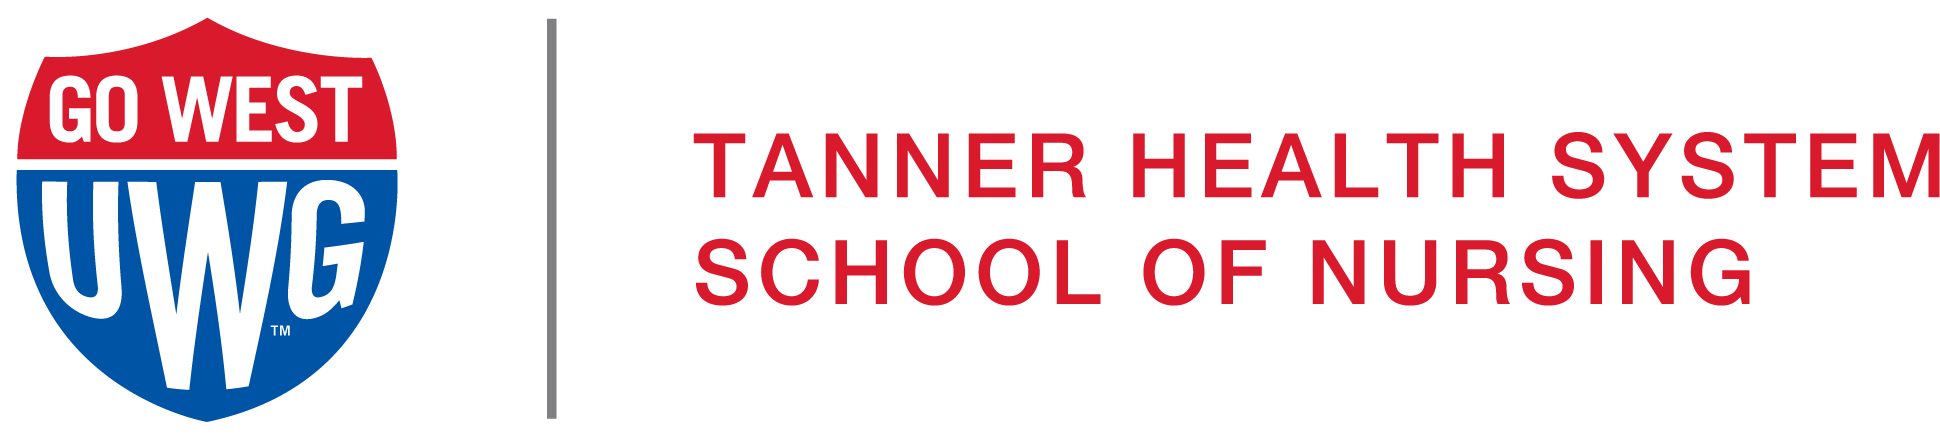 GO WEST
UWG
TM
TANNER HEALTH SYSTEM
SCHOOL OF NURSING